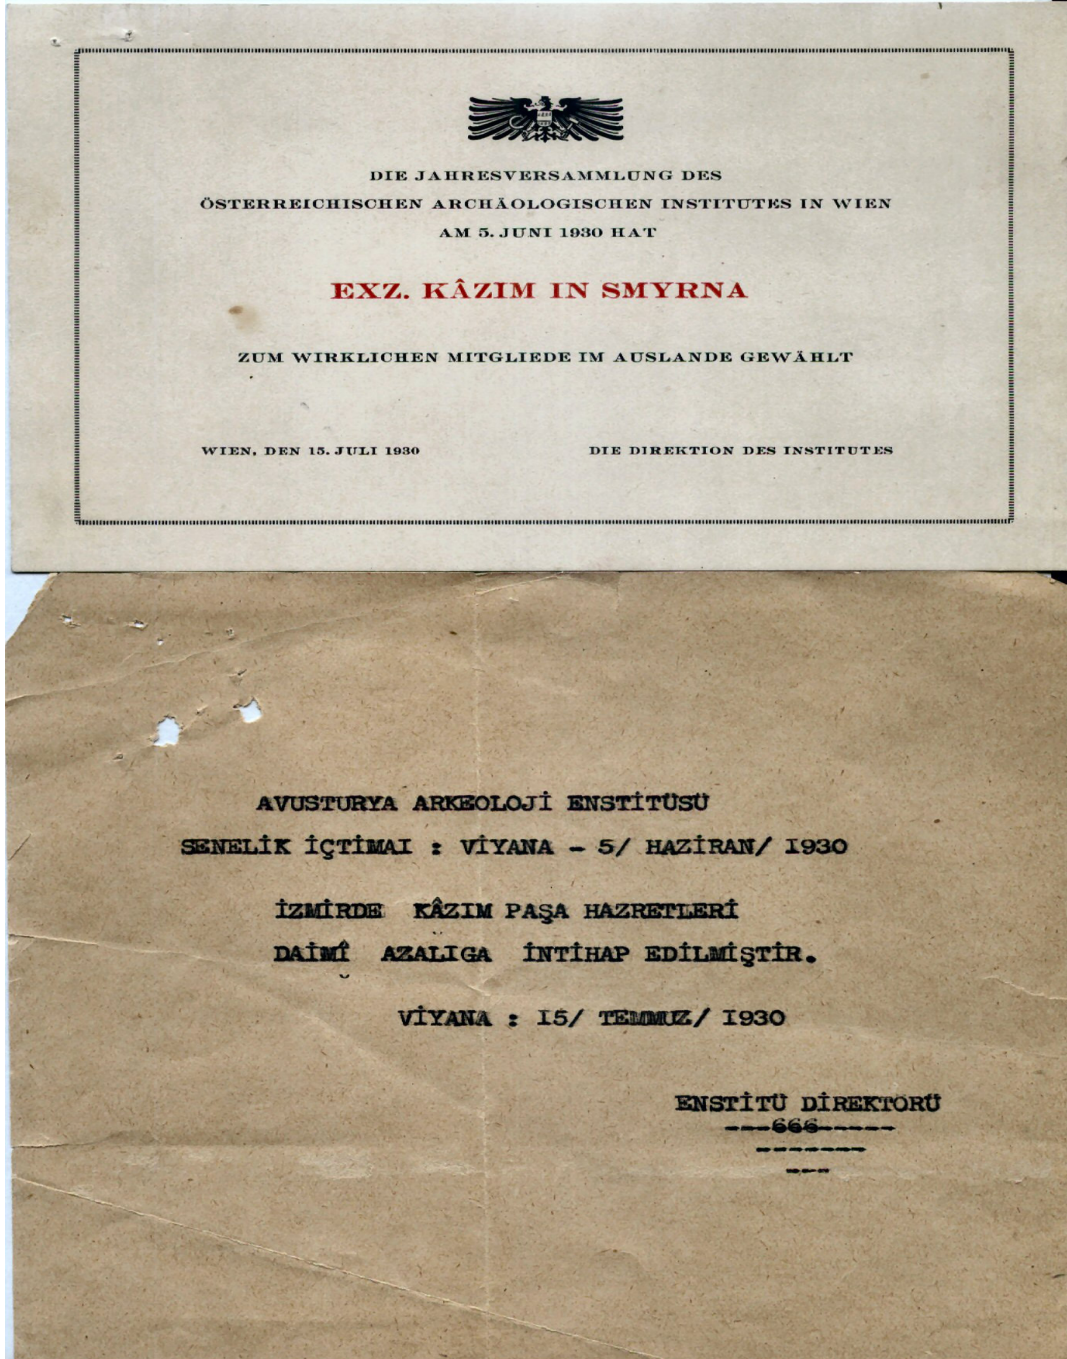 DIE JAHRESVERSAMMLUNG DES
ÖSTERREICHISCHEN ARCHÄOLOGISCHEN INSTITUTES IN WIEN
AM 5. JUNI 1930 HAT
EXZ. KÂZIM IN SMYRNA
ZUM WIRKLICHEN MITGLIEDE IM AUSLANDE GEWÄHLT
WIEN, DEN 15. JULI 1930 DIE DIREKTION DES INSTITUTES
AVUSTURYA ARKEOLOJİ ENSTİTÜSÜ
SENELİK İÇTİMAI : VİYANA - 5/ HAZİRAN/ 1930
İZMİRDE KÂZIM PAŞA HAZRETLERİ
DAİMÎ AZALIGA İNTİHAP EDİLMİŞTİR.
VİYANA : 15/ TEMMUZ/ 1930
ENSTİTÜ DİREKTÖRÜ
---666-----
-------
---